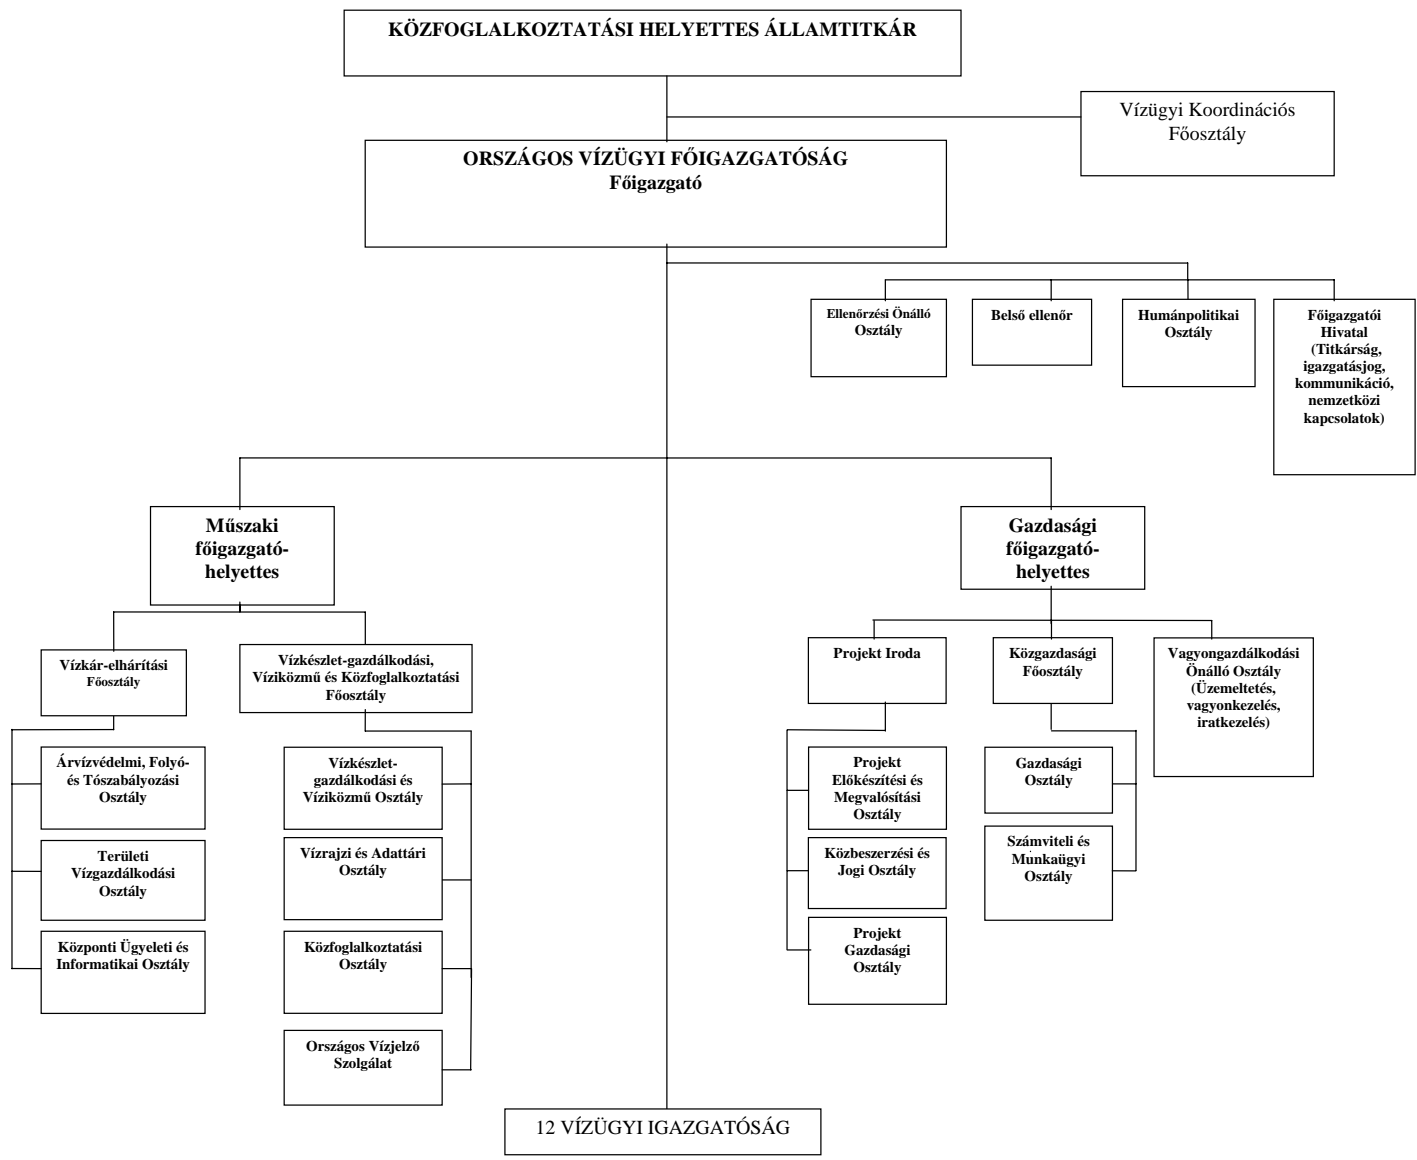 KÖZFOGLALKOZTATÁSI HELYETTES ÁLLAMTITKÁR
Vízügyi Koordinációs
Főosztály
ORSZÁGOS VÍZÜGYI FŐIGAZGATÓSÁG
Főigazgató
Ellenőrzési Önálló
Osztály
Belső ellenőr
Humánpolitikai
Osztály
Főigazgatói
Hivatal
(Titkárság,
igazgatásjog,
kommunikáció,
nemzetközi
kapcsolatok)
Műszaki
főigazgató-
helyettes
Gazdasági
főigazgató-
helyettes
Vízkár-elhárítási
Főosztály
Vízkészlet-gazdálkodási,
Víziközmű és Közfoglalkoztatási
Főosztály
Projekt Iroda
Közgazdasági
Főosztály
Vagyongazdálkodási
Önálló Osztály
(Üzemeltetés,
vagyonkezelés,
iratkezelés)
Árvízvédelmi, Folyó-
és Tószabályozási
Osztály
Területi
Vízgazdálkodási
Osztály
Központi Ügyeleti és
Informatikai Osztály
Vízkészlet-
gazdálkodási és
Víziközmű Osztály
Vízrajzi és Adattári
Osztály
Közfoglalkoztatási
Osztály
Országos Vízjelző
Szolgálat
Projekt
Előkészítési és
Megvalósítási
Osztály
Közbeszerzési és
Jogi Osztály
Projekt
Gazdasági
Osztály
Gazdasági
Osztály
Számviteli és
Munkaügyi
Osztály
12 VÍZÜGYI IGAZGATÓSÁG